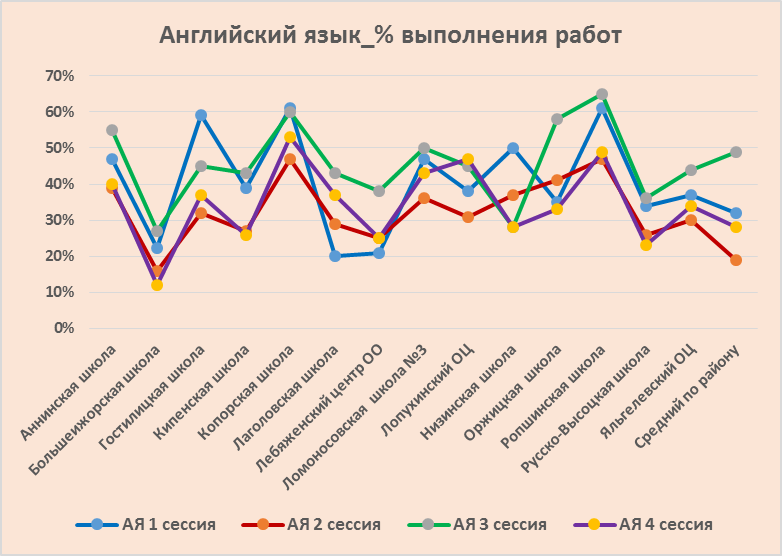 Английский язык_% выполнения работ
70%
60%
50%
40%
30%
20%
10%
0%
Аннинская школа
Большеижорская школа
Гостилицкая школа
Кипенская школа
Копорская школа
Лаголовская школа
Лебяженский центр ОО
Ломоносовская школа №3
Лопухинский ОЦ
Низинская школа
Оржицкая школа
Ропшинская школа
Русско-Высоцкая школа
Яльгелевский ОЦ
Средний по району
АЯ 1 сессия
АЯ 2 сессия
АЯ 3 сессия
АЯ 4 сессия